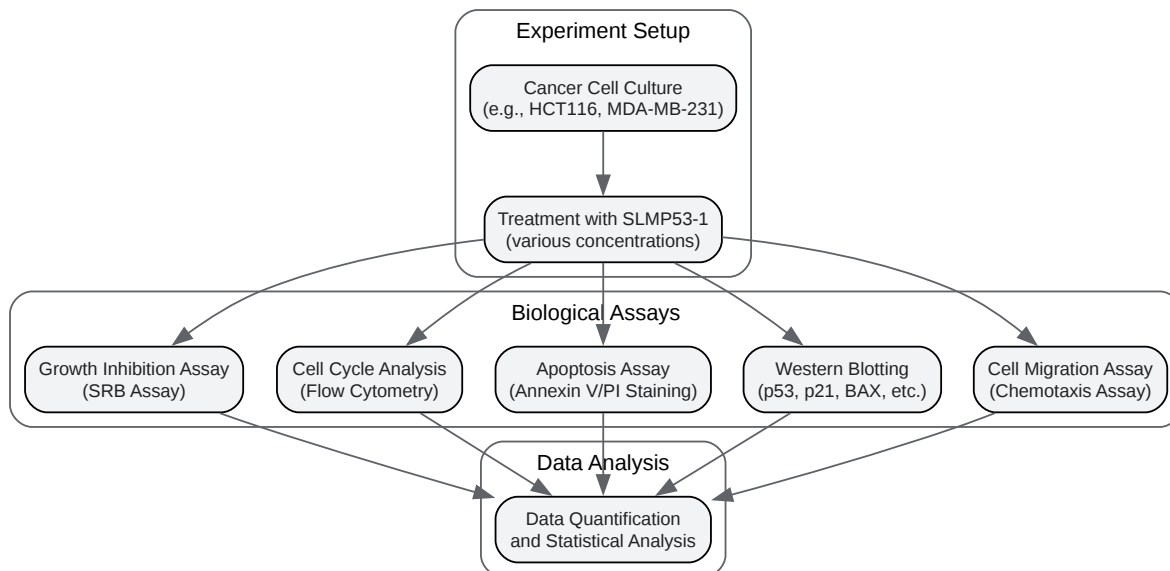 Experiment Setup
Cancer Cell Culture
(e.g., HCT116, MDA-MB-231)
Treatment with SLMP53-1
(various concentrations)
Biological Assays
Growth Inhibition Assay
(SRB Assay)
Cell Cycle Analysis
(Flow Cytometry)
Apoptosis Assay
(Annexin V/PI Staining)
Western Blotting
(p53, p21, BAX, etc.)
Cell Migration Assay
(Chemotaxis Assay)
Data Analysis
Data Quantification
and Statistical Analysis